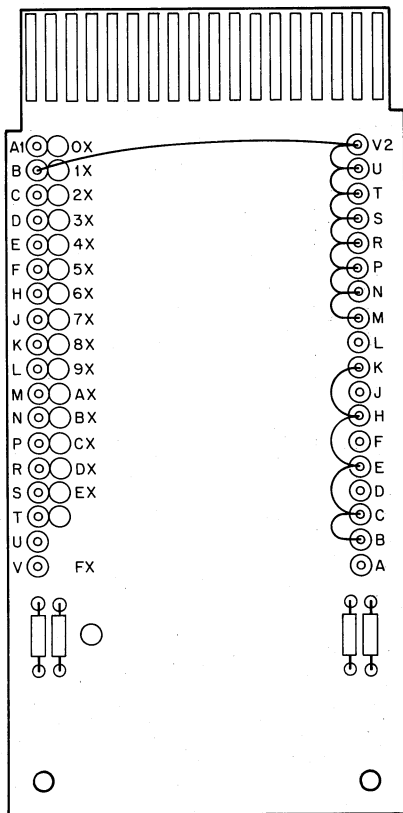 A1 0X V2
B 1X U
C 2X T
D 3X S
E 4X R
F 5X P
H 6X N
J 7X M
K 8X L
L 9X K
M AX J
N BX H
P CX F
R DX E
S EX D
T C
U B
V FX A